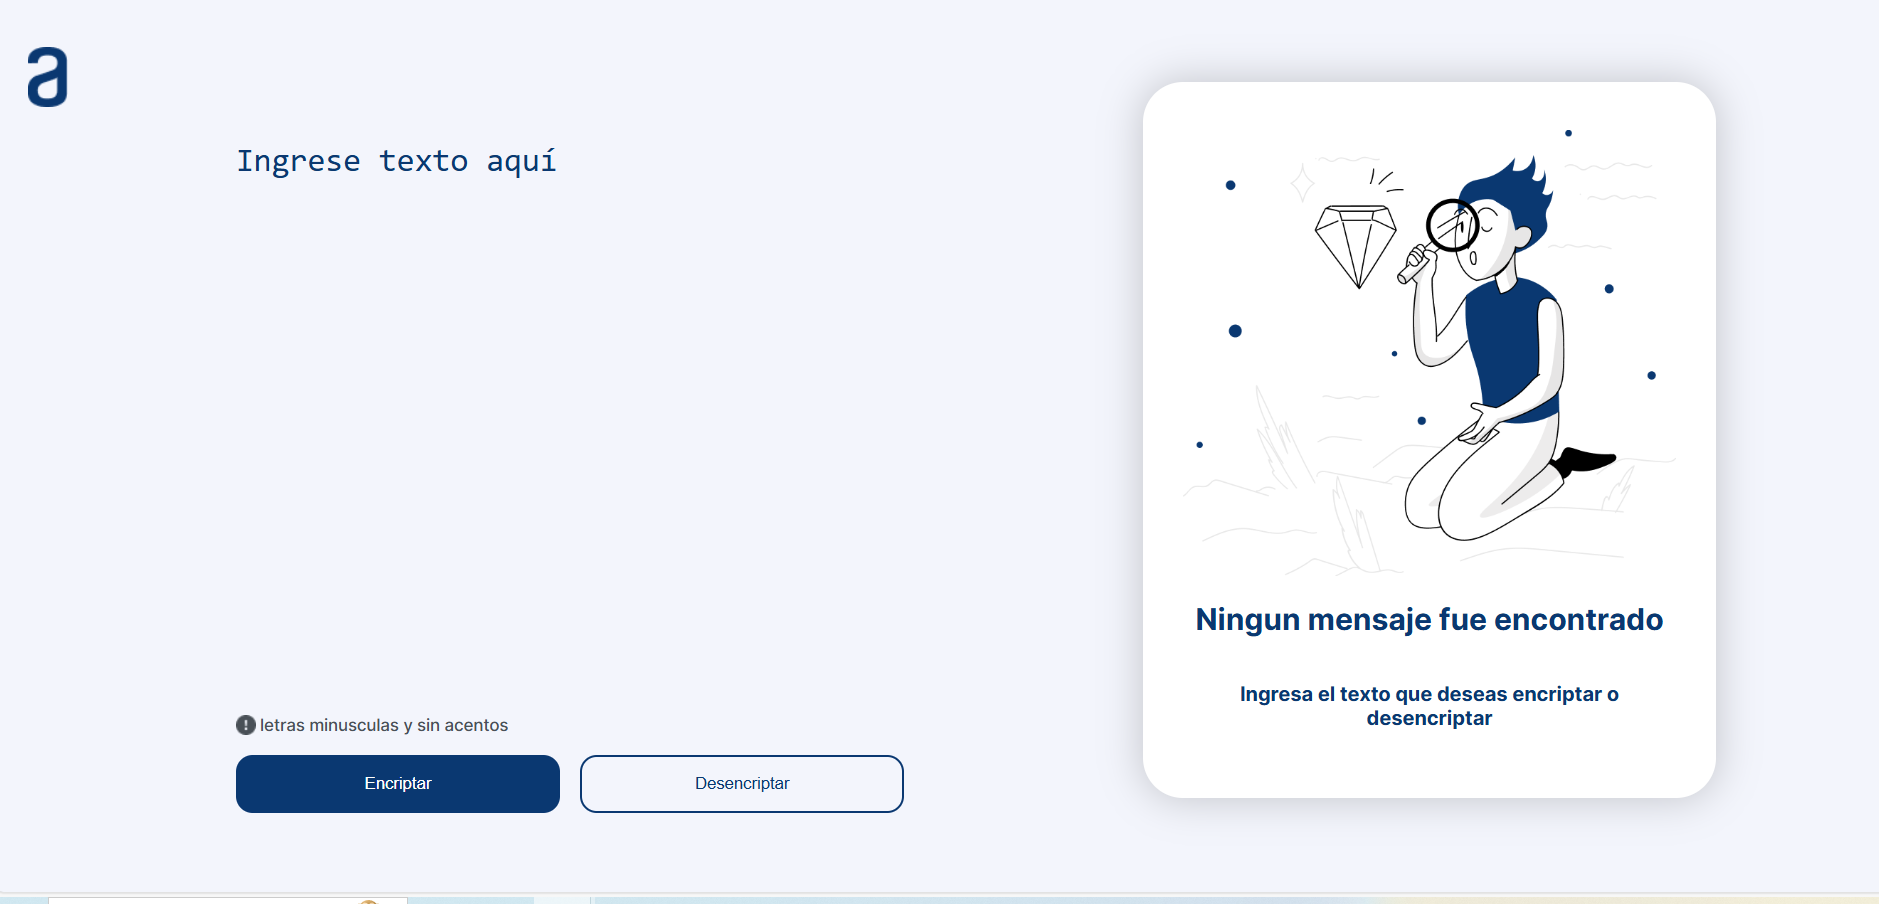 a
Ingrese texto aquí
letras minusculas y sin acentos
Encriptar
Desencriptar
Ningun mensaje fue encontrado
Ingresa el texto que deseas encriptar o
desencriptar